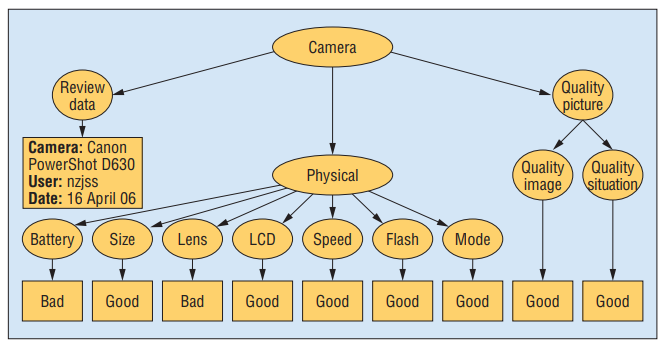 Camera
Review
data
Quality
picture
Camera: Canon
PowerShot D630
User: nzjss
Date: 16 April 06
Physical
Quality
image
Quality
situation
Battery
Size
Lens
LCD
Speed
Flash
Mode
Bad
Good
Bad
Good
Good
Good
Good
Good
Good